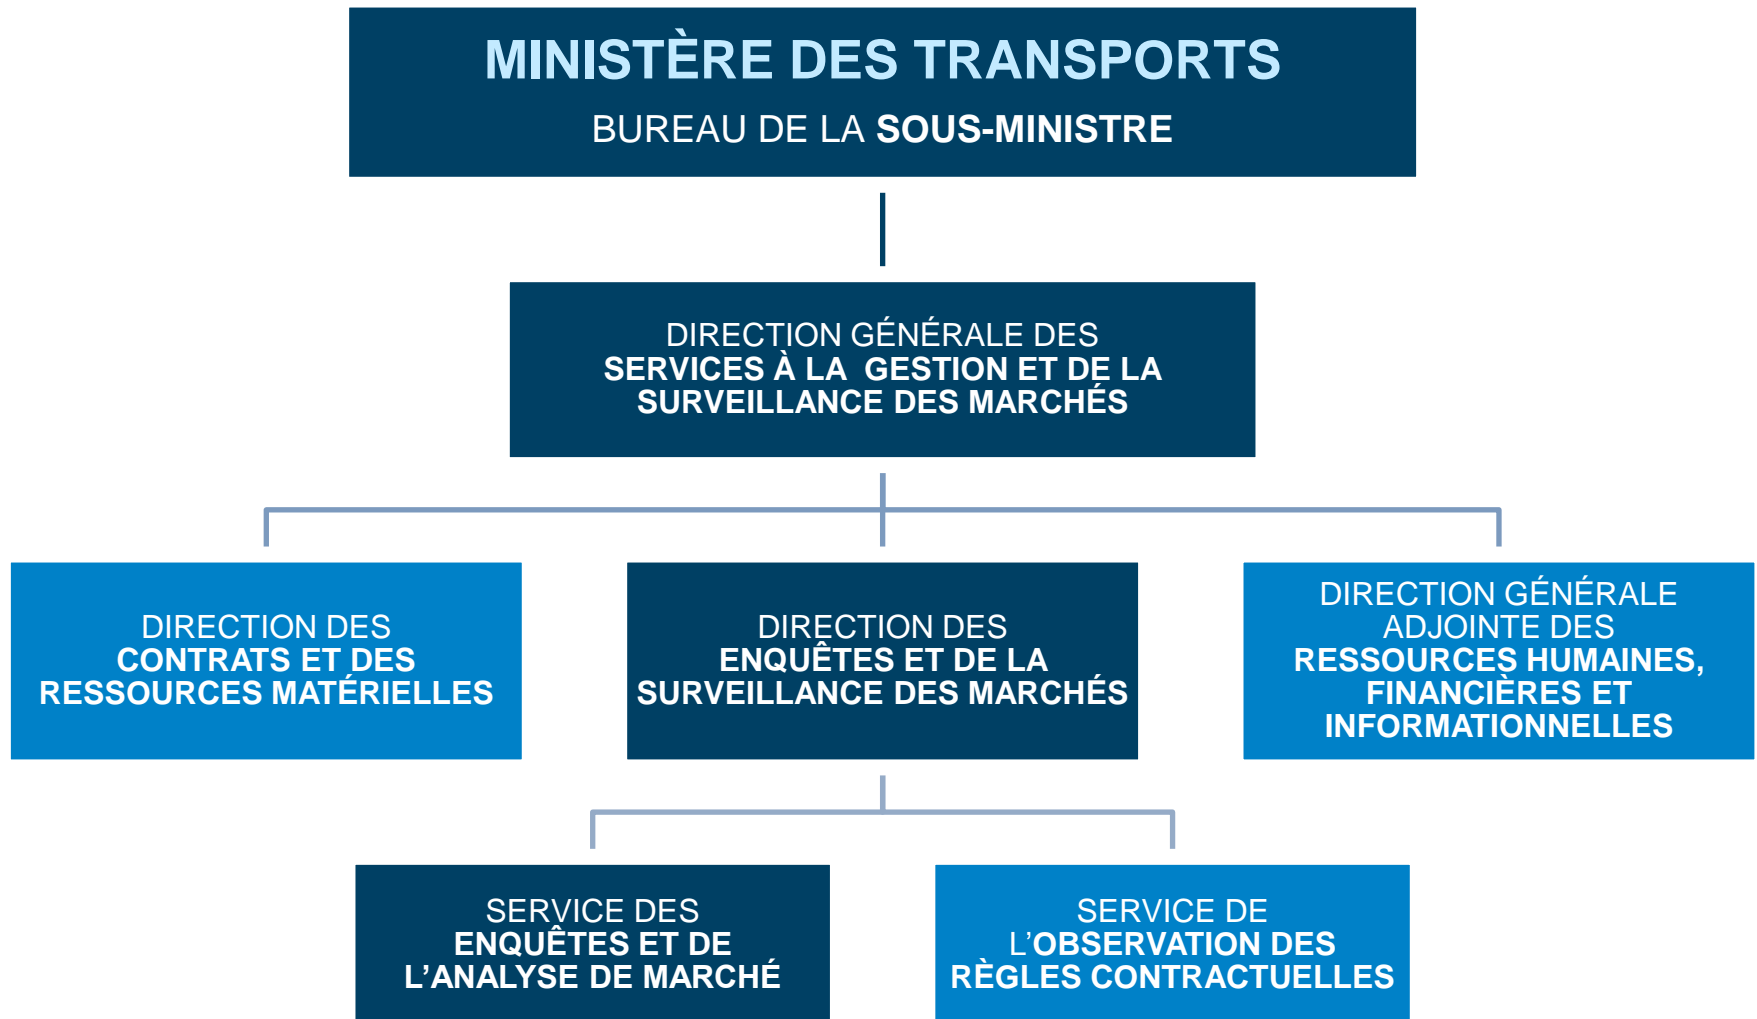 MINISTÈRE DES TRANSPORTS
BUREAU DE LA SOUS-MINISTRE
DIRECTION GÉNÉRALE DES
SERVICES À LA  GESTION ET DE LA
SURVEILLANCE DES MARCHÉS
DIRECTION DES
CONTRATS ET DES
RESSOURCES MATÉRIELLES
DIRECTION DES
ENQUÊTES ET DE LA
SURVEILLANCE DES MARCHÉS
DIRECTION GÉNÉRALE
ADJOINTE DES
RESSOURCES HUMAINES,
FINANCIÈRES ET
INFORMATIONNELLES
SERVICE DES
ENQUÊTES ET DE
L’ANALYSE DE MARCHÉ
SERVICE DE
L’OBSERVATION DES
RÈGLES CONTRACTUELLES